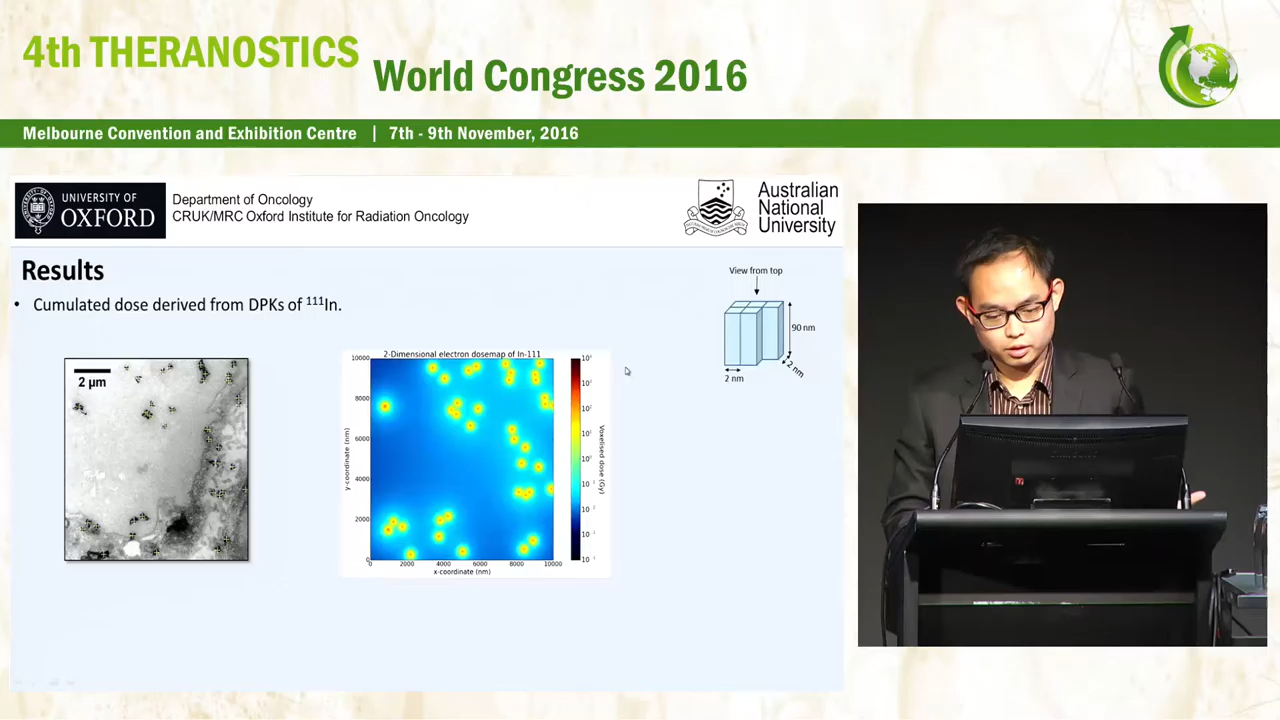 4th THERANOSTICS
World Congress 2016
Melbourne Convention and Exhibition Centre | 7th - 9th November, 2016
UNIVERSITY OF
OXFORD
Department of Oncology
CRUK/MRC Oxford Institute for Radiation Oncology
Australian
National
University
Results
• Cumulated dose derived from DPKs of ¹¹¹In.
View from top
90 nm
2 nm
2 nm
2 μm
2-Dimensional electron dosemap of In-111
10000
8000
6000
4000
2000
0
y-coordinate (nm)
0 2000 4000 6000 8000 10000
x-coordinate (nm)
Voxelised dose (Gy)
SAMSUNG